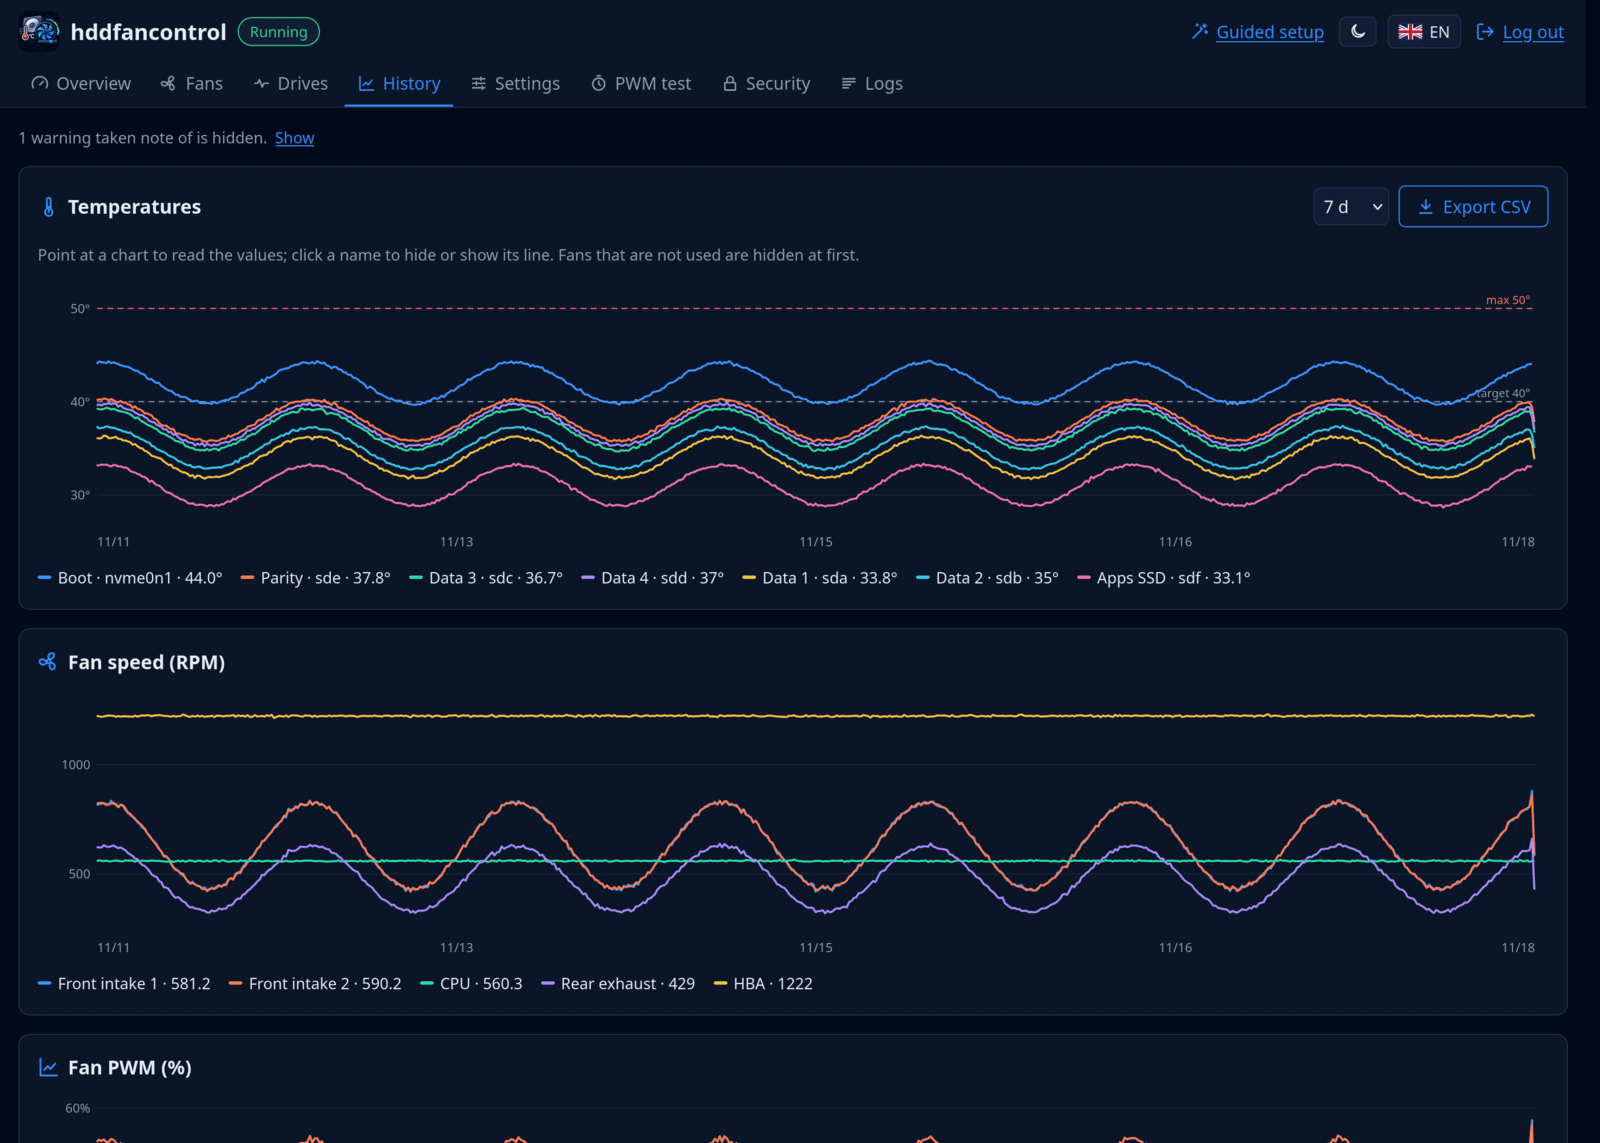 hddfancontrol Running Guided setup EN Log out
Overview Fans Drives History Settings PWM test Security Logs
1 warning taken note of is hidden. Show
Temperatures 7 d Export CSV
Point at a chart to read the values; click a name to hide or show its line. Fans that are not used are hidden at first.
max 50°
50°
target 40°
40°
30°
11/11 11/13 11/15 11/16 11/18
Boot · nvme0n1 · 44.0° Parity · sde · 37.8° Data 3 · sdc · 36.7° Data 4 · sdd · 37° Data 1 · sda · 33.8° Data 2 · sdb · 35° Apps SSD · sdf · 33.1°
Fan speed (RPM)
1000
500
11/11 11/13 11/15 11/16 11/18
Front intake 1 · 581.2 Front intake 2 · 590.2 CPU · 560.3 Rear exhaust · 429 HBA · 1222
Fan PWM (%)
60%